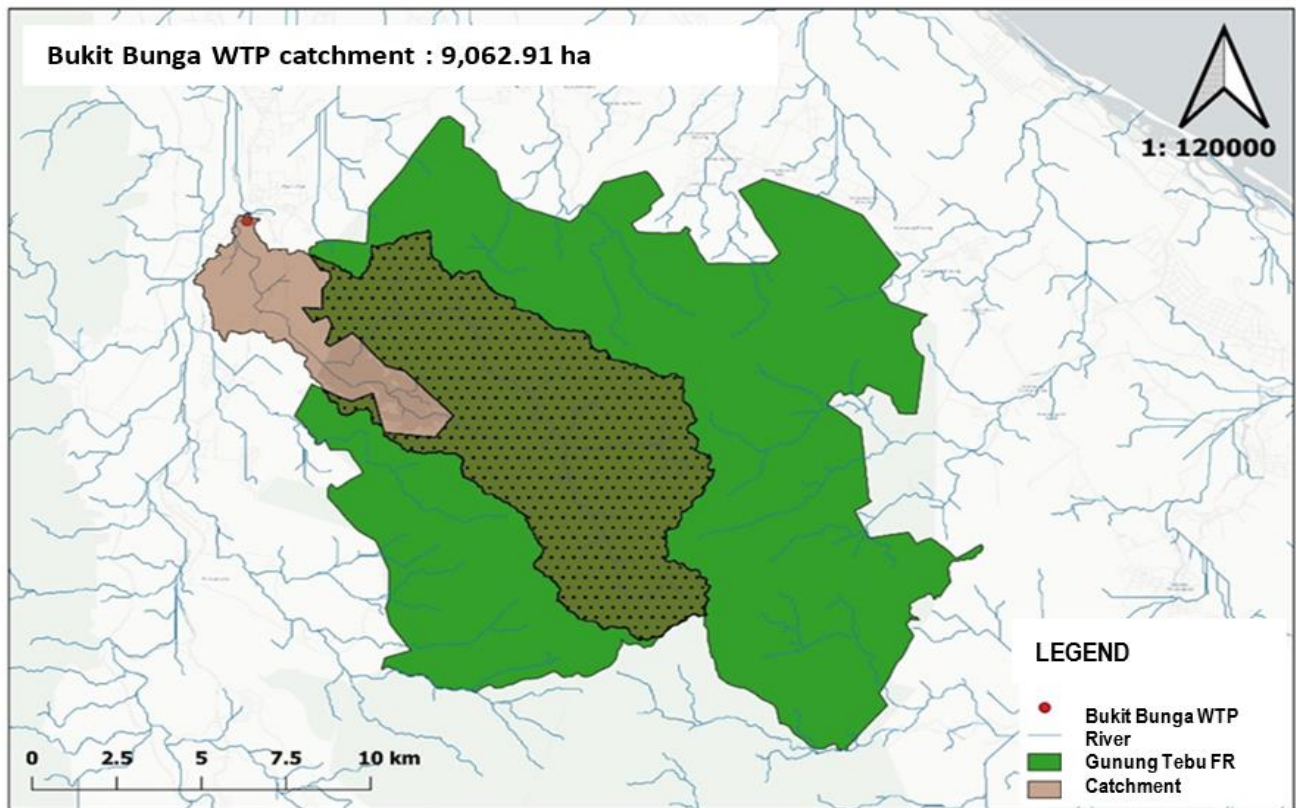 Bukit Bunga WTP catchment : 9,062.91 ha
1: 120000
LEGEND
Bukit Bunga WTP
River
Gunung Tebu FR
Catchment
0 2.5 5 7.5 10 km